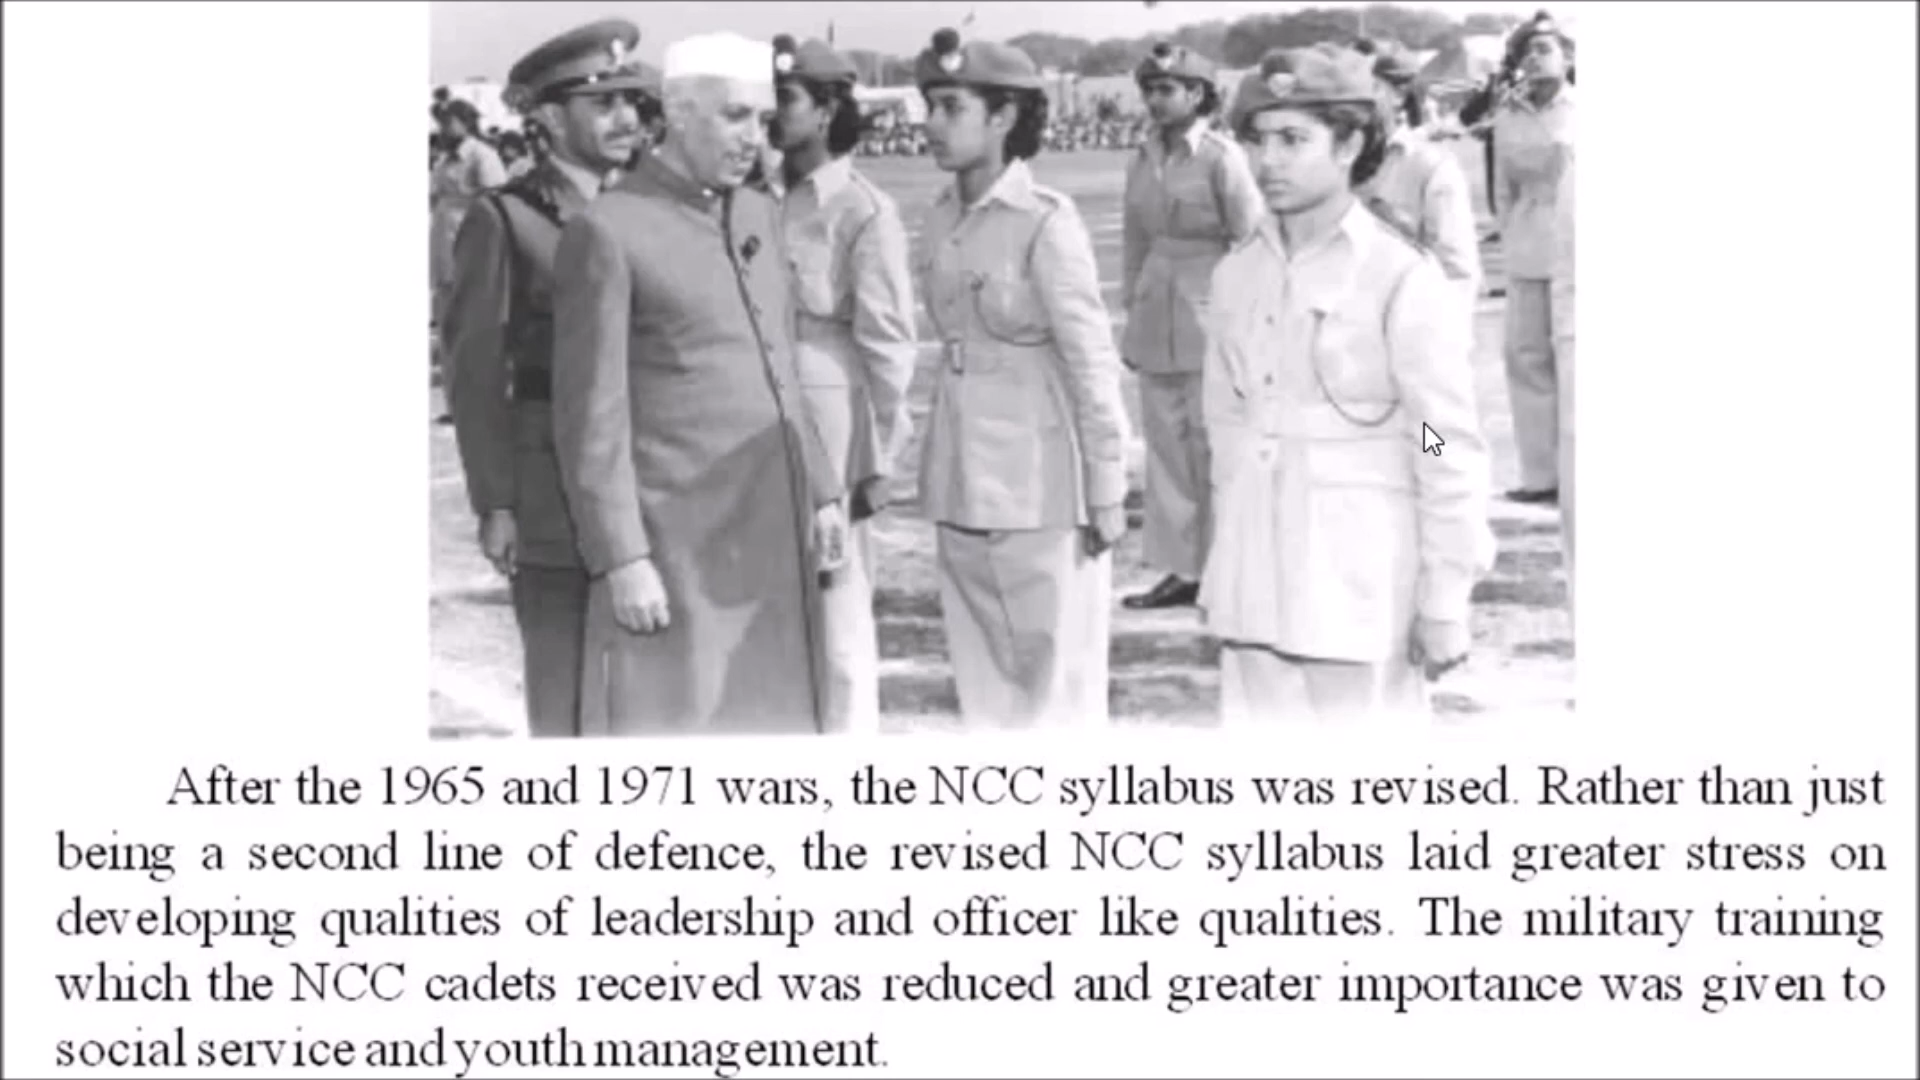 After the 1965 and 1971 wars, the NCC syllabus was revised. Rather than just
being a second line of defence, the revised NCC syllabus laid greater stress on
developing qualities of leadership and officer like qualities. The military training
which the NCC cadets received was reduced and greater importance was given to
social service and youth management.